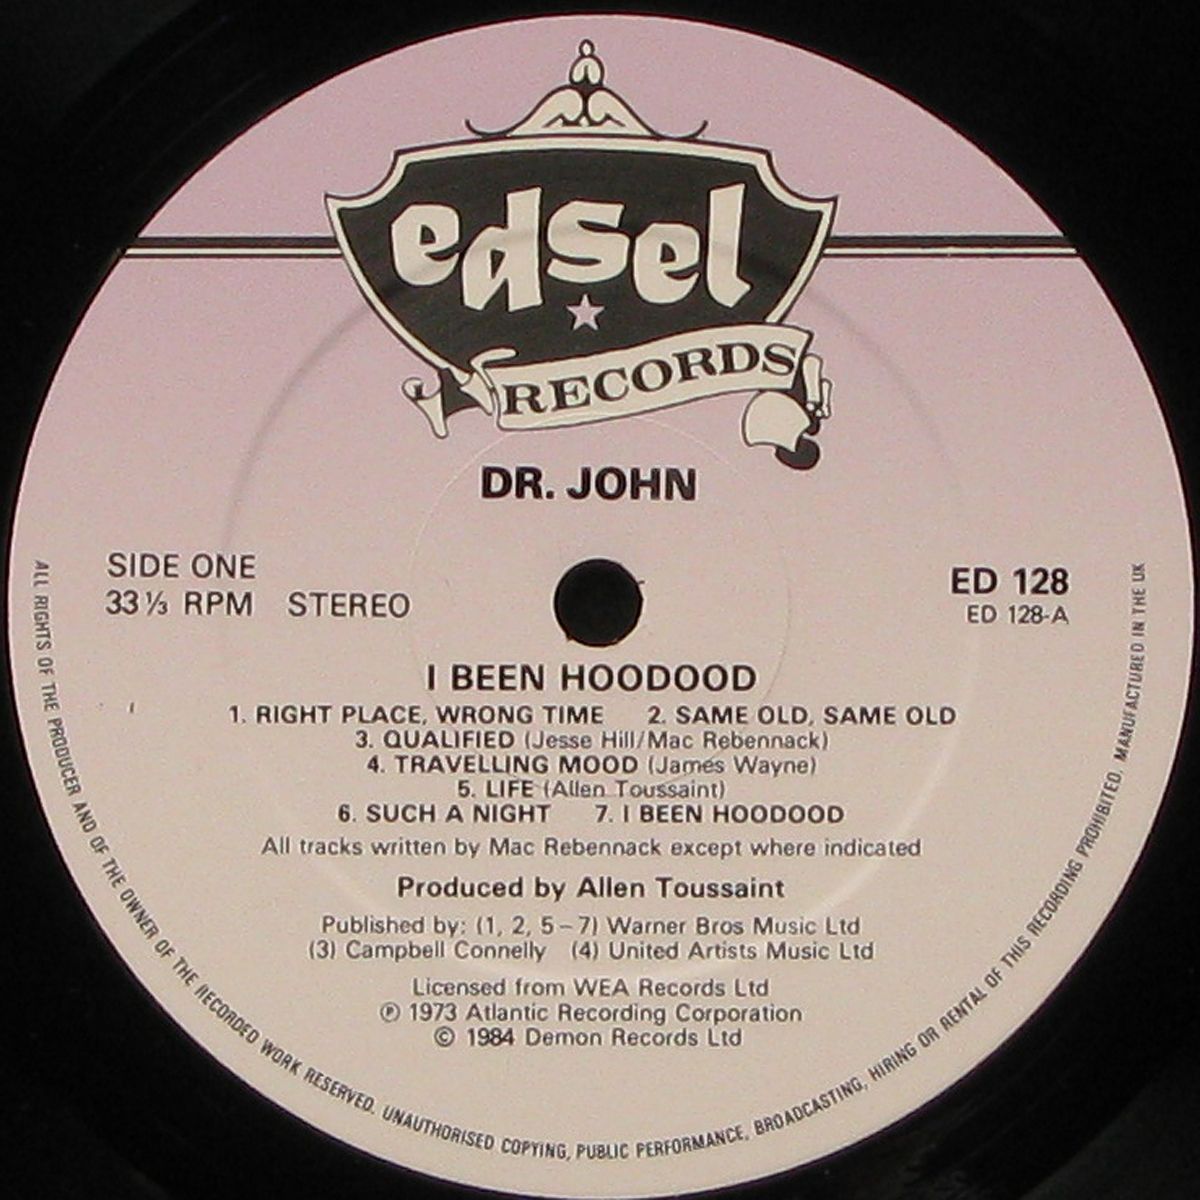 edsel
RECORDS
DR. JOHN
SIDE ONE
33⅓ RPM STEREO
ED 128
ED 128-A
I BEEN HOODOOD
1. RIGHT PLACE, WRONG TIME 2. SAME OLD, SAME OLD
3. QUALIFIED (Jesse Hill/Mac Rebennack)
4. TRAVELLING MOOD (James Wayne)
5. LIFE (Allen Toussaint)
6. SUCH A NIGHT 7. I BEEN HOODOOD
All tracks written by Mac Rebennack except where indicated
Produced by Allen Toussaint
Published by: (1, 2, 5–7) Warner Bros Music Ltd
(3) Campbell Connelly (4) United Artists Music Ltd
Licensed from WEA Records Ltd
℗ 1973 Atlantic Recording Corporation
© 1984 Demon Records Ltd
ALL RIGHTS OF THE PRODUCER AND OF THE OWNER OF THE RECORDED WORK RESERVED. UNAUTHORISED COPYING, PUBLIC PERFORMANCE, BROADCASTING, HIRING OR RENTAL OF THIS RECORDING PROHIBITED. MANUFACTURED IN THE UK